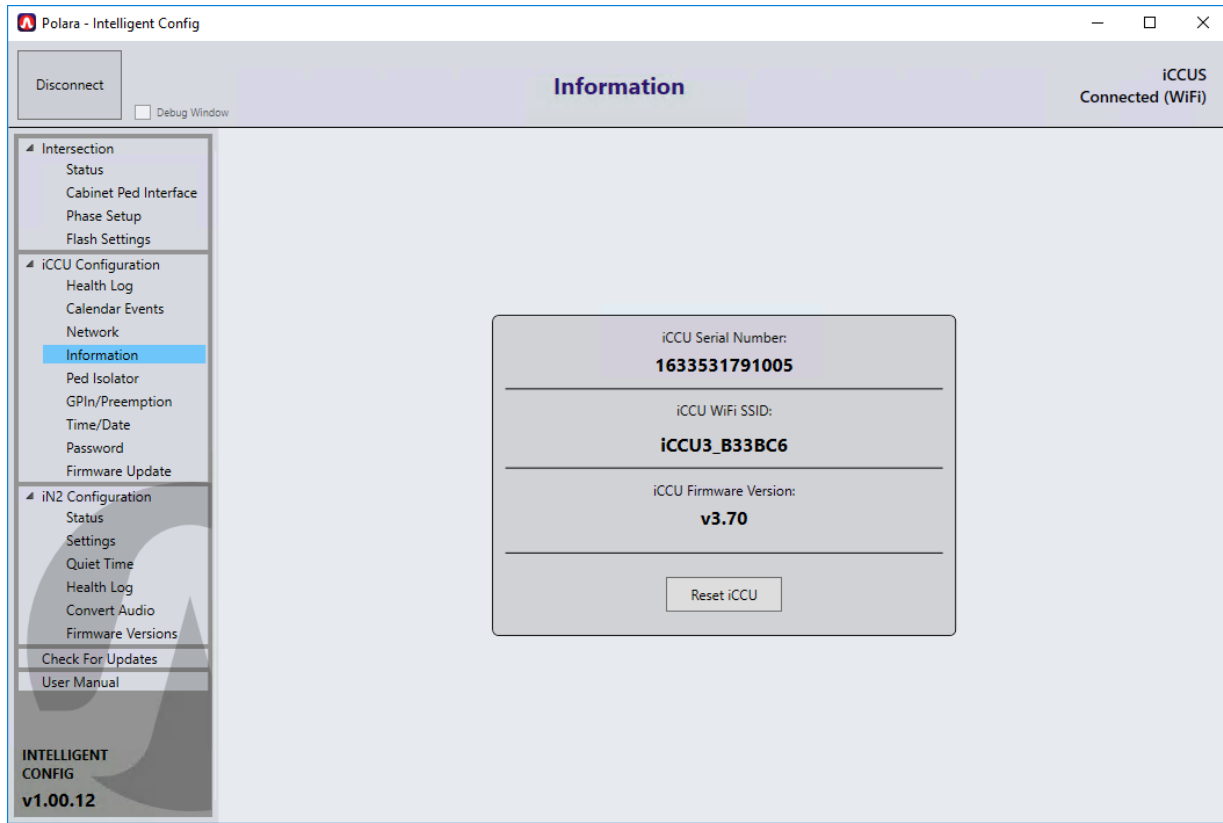 Polara - Intelligent Config
Disconnect
Debug Window
Information
iCCUS
Connected (WiFi)
Intersection
Status
Cabinet Ped Interface
Phase Setup
Flash Settings
iCCU Configuration
Health Log
Calendar Events
Network
Information
Ped Isolator
GPIn/Preemption
Time/Date
Password
Firmware Update
iN2 Configuration
Status
Settings
Quiet Time
Health Log
Convert Audio
Firmware Versions
Check For Updates
User Manual
INTELLIGENT
CONFIG
v1.00.12
iCCU Serial Number:
1633531791005
iCCU WiFi SSID:
iCCU3_B33BC6
iCCU Firmware Version:
v3.70
Reset iCCU